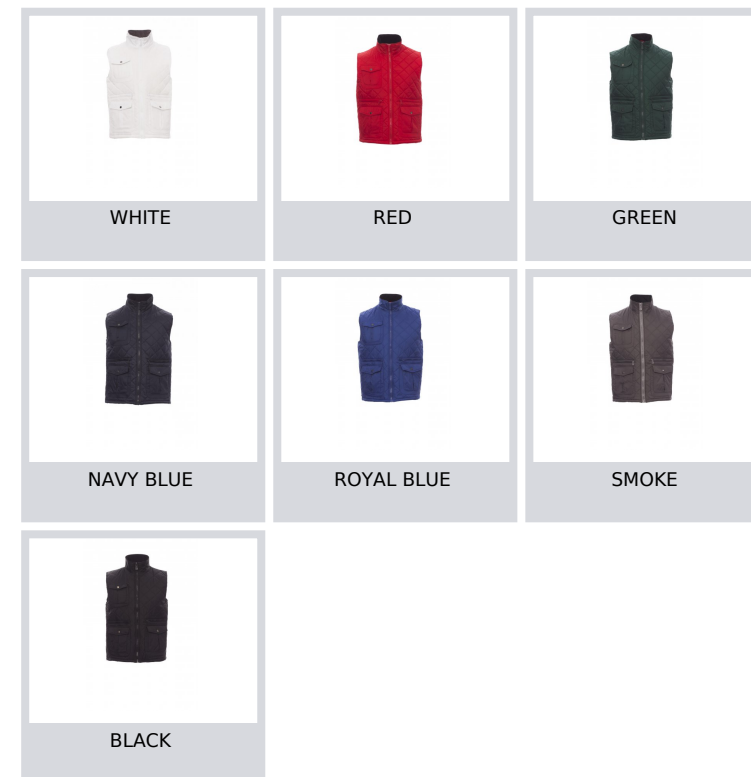 WHITE
RED
GREEN
NAVY BLUE
ROYAL BLUE
SMOKE
BLACK